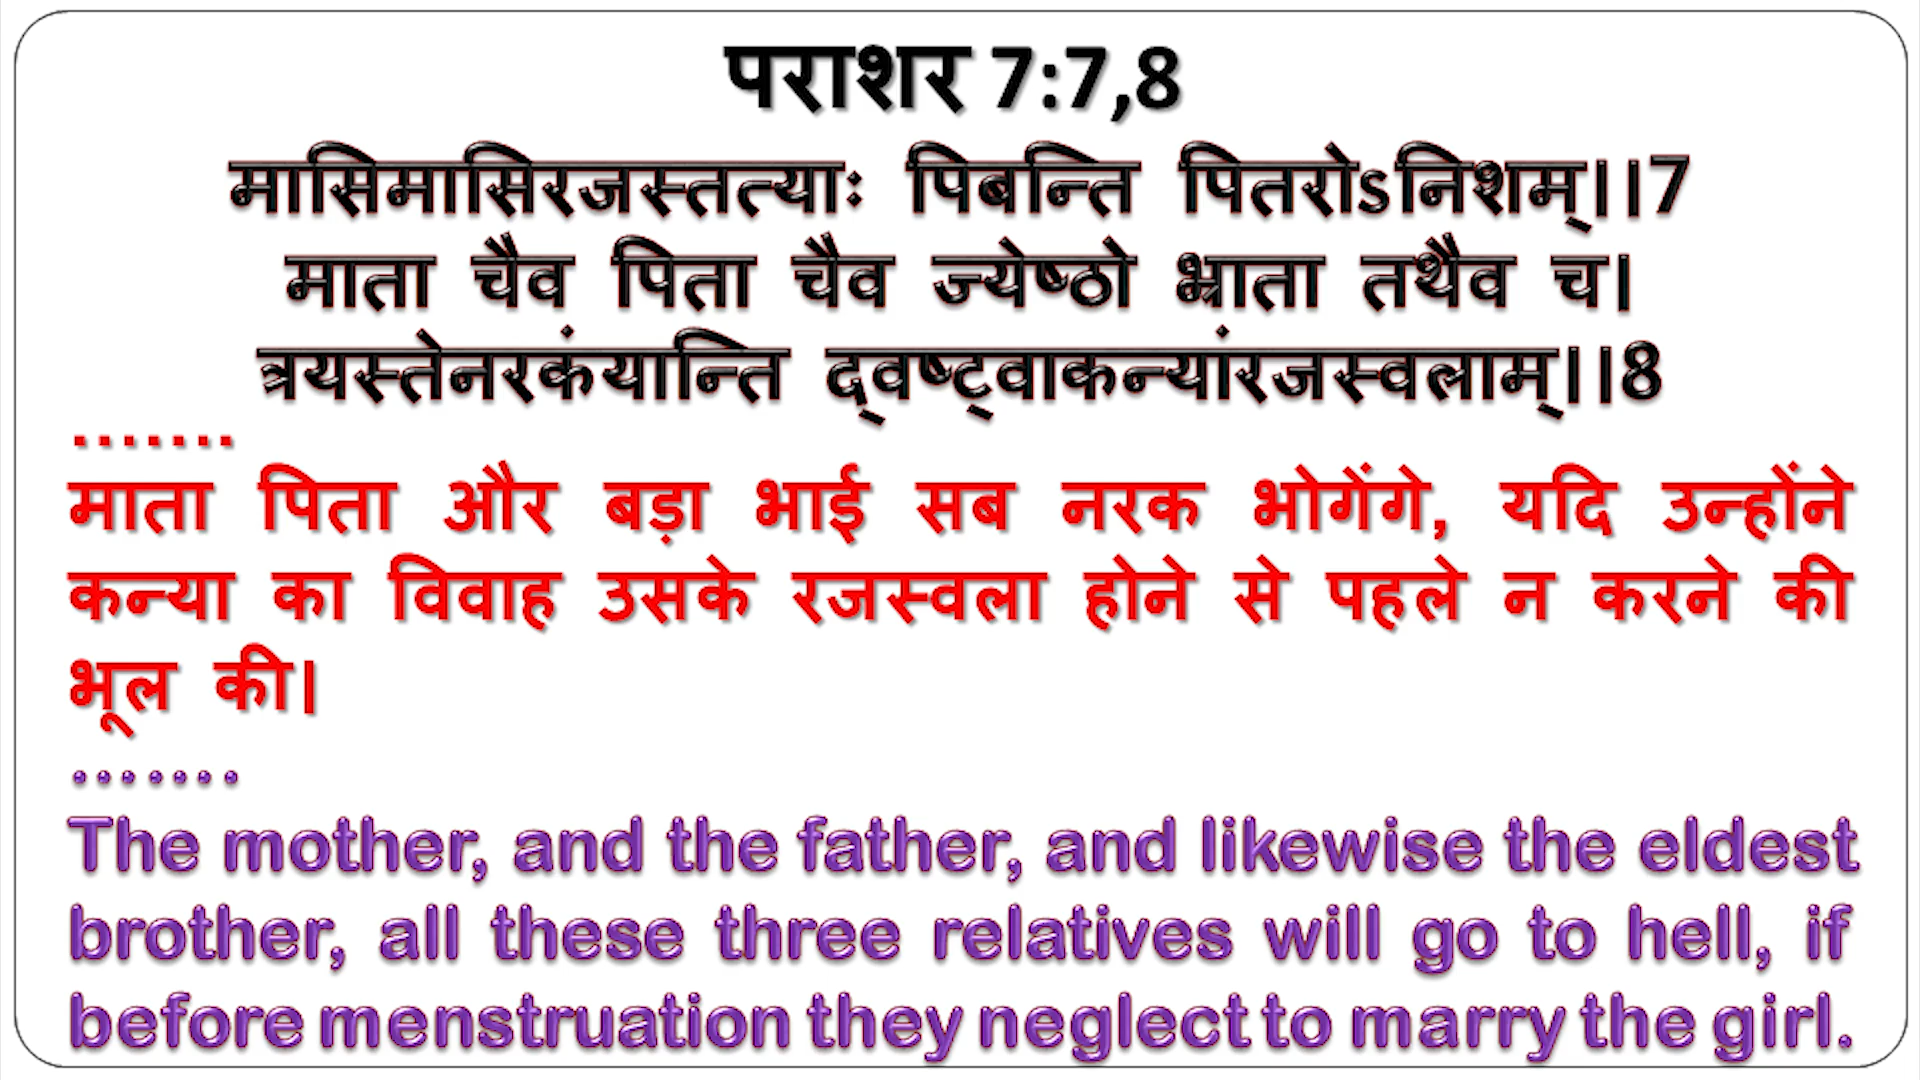 पराशर 7:7,8
मासिमासिरजस्तत्याः पिबन्ति पितरोऽनिशम्।।7
माता चैव पिता चैव ज्येष्ठो भ्राता तथैव च।
त्रयस्तेनरकंयान्ति द्वष्ट्वाकन्यांरजस्वलाम्।।8
.......
माता पिता और बड़ा भाई सब नरक भोगेंगे, यदि उन्होंने
कन्या का विवाह उसके रजस्वला होने से पहले न करने की
भूल की।
.......
The mother, and the father, and likewise the eldest
brother, all these three relatives will go to hell, if
before menstruation they neglect to marry the girl.